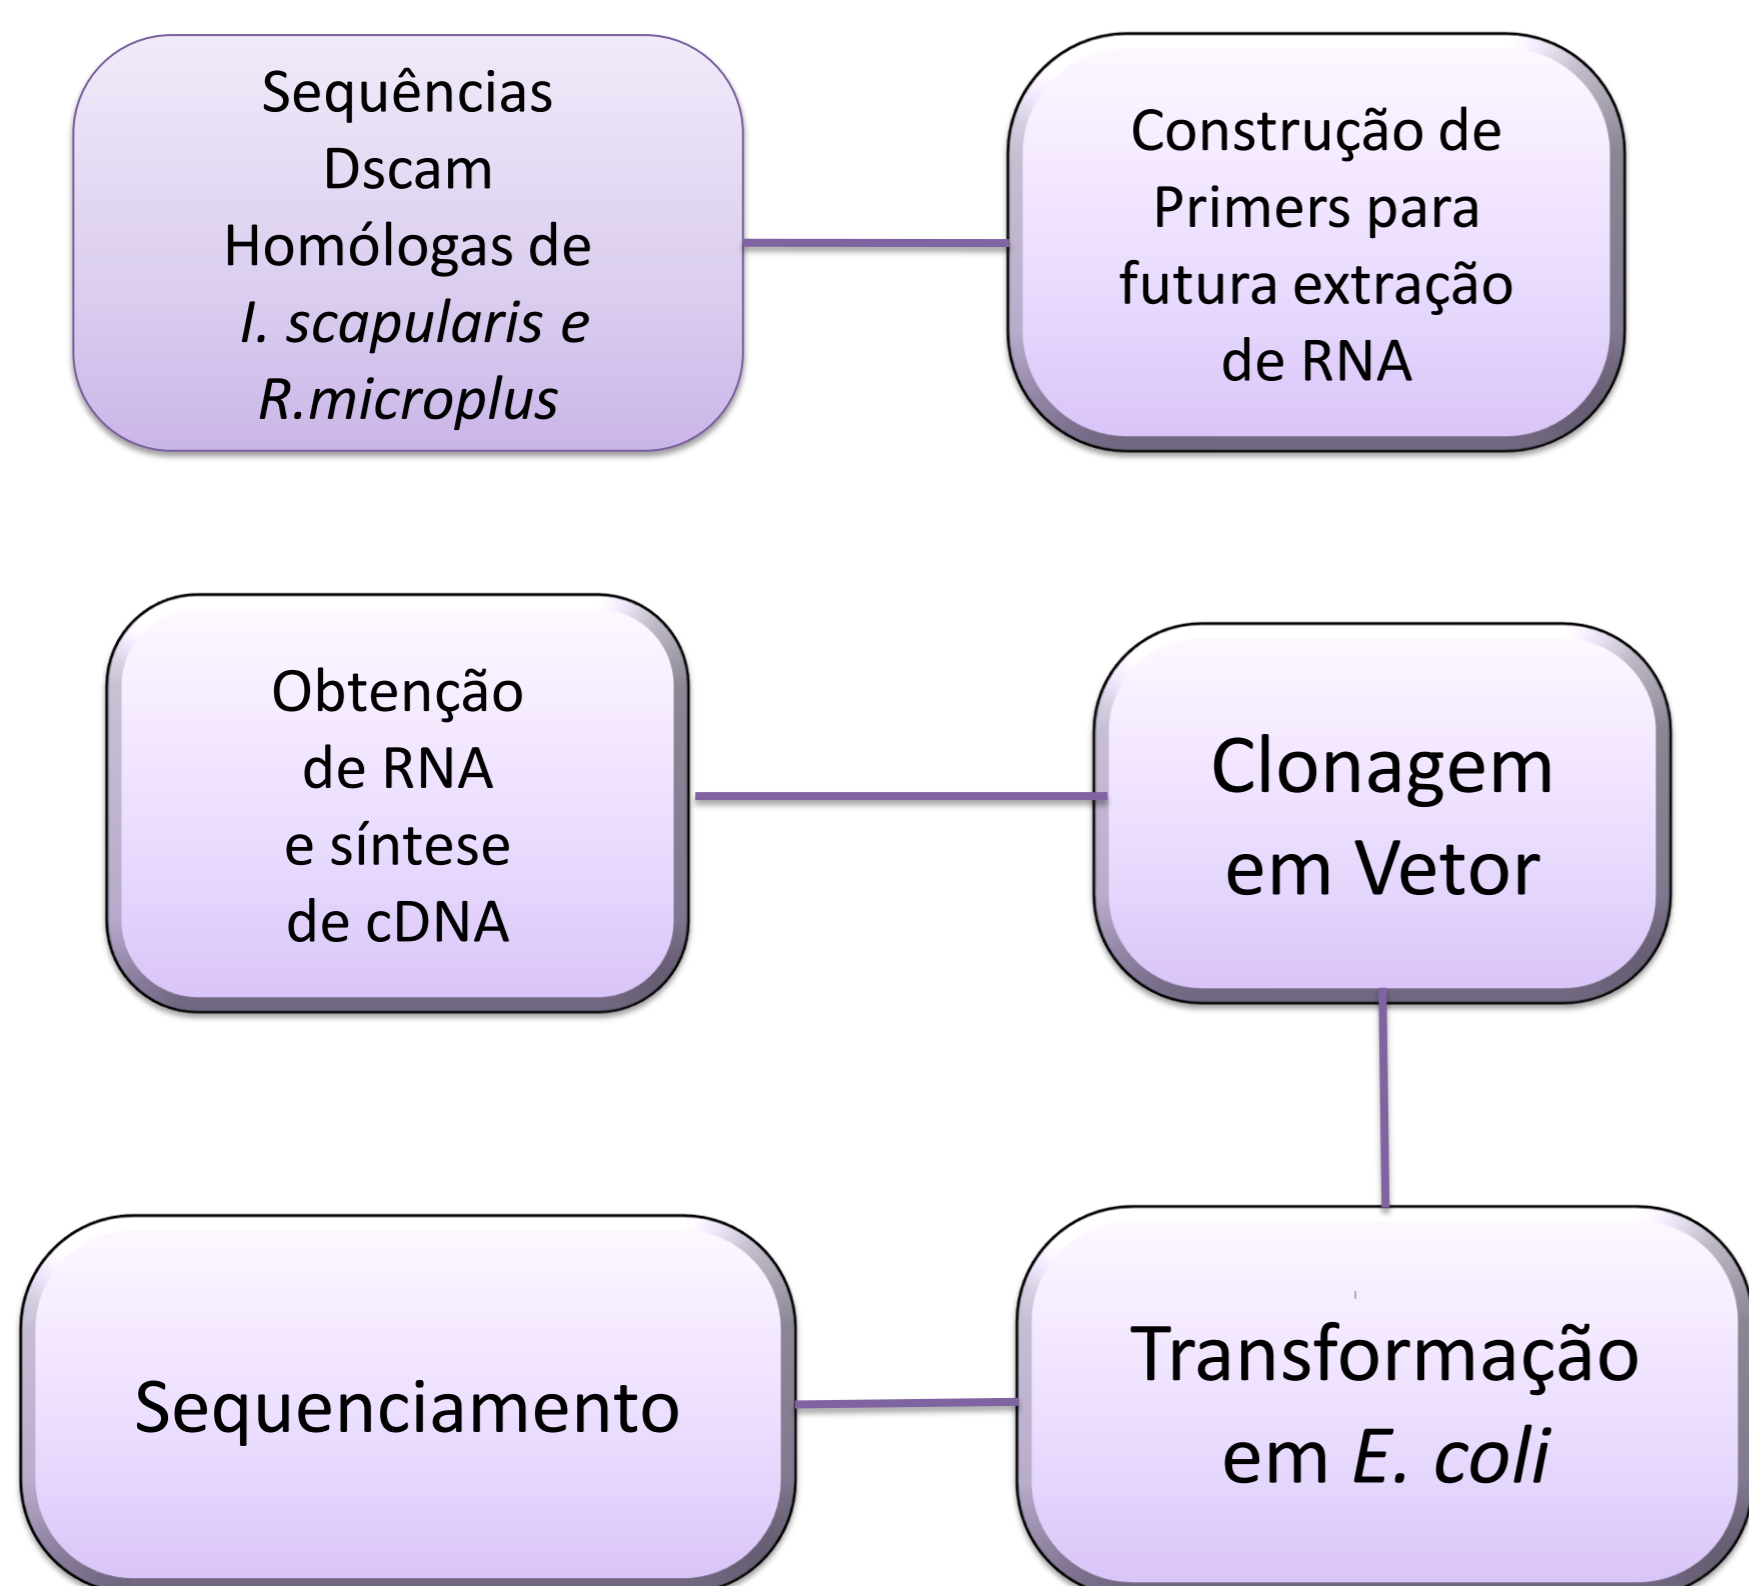 Sequências
Dscam
Homólogas de
I. scapularis e
R.microplus
Construção de
Primers para
futura extração
de RNA
Obtenção
de RNA
e síntese
de cDNA
Clonagem
em Vetor
Sequenciamento
Transformação
em E. coli